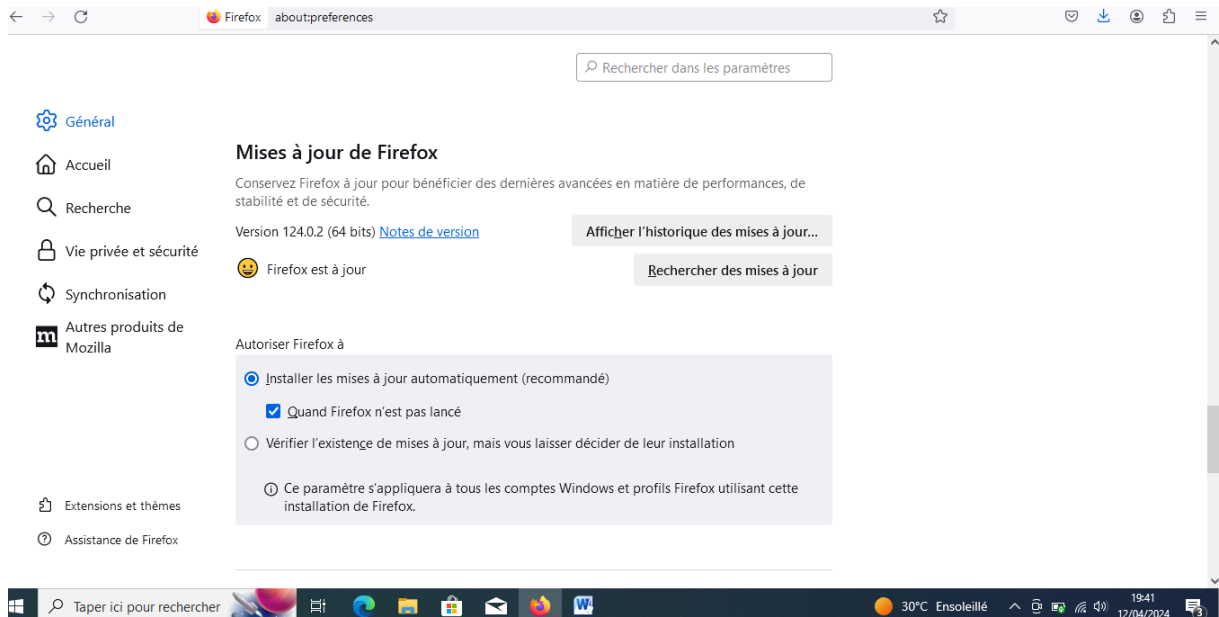 Firefox about:preferences
Rechercher dans les paramètres
Général
Accueil
Recherche
Vie privée et sécurité
Synchronisation
Autres produits de
Mozilla
Extensions et thèmes
Assistance de Firefox
Mises à jour de Firefox
Conservez Firefox à jour pour bénéficier des dernières avancées en matière de performances, de
stabilité et de sécurité.
Version 124.0.2 (64 bits) Notes de version
Afficher l'historique des mises à jour...
Firefox est à jour
Rechercher des mises à jour
Autoriser Firefox à
Installer les mises à jour automatiquement (recommandé)
Quand Firefox n'est pas lancé
Vérifier l'existence de mises à jour, mais vous laisser décider de leur installation
Ce paramètre s'appliquera à tous les comptes Windows et profils Firefox utilisant cette
installation de Firefox.
Taper ici pour rechercher
30°C Ensoleillé
19:41
12/04/2024
3